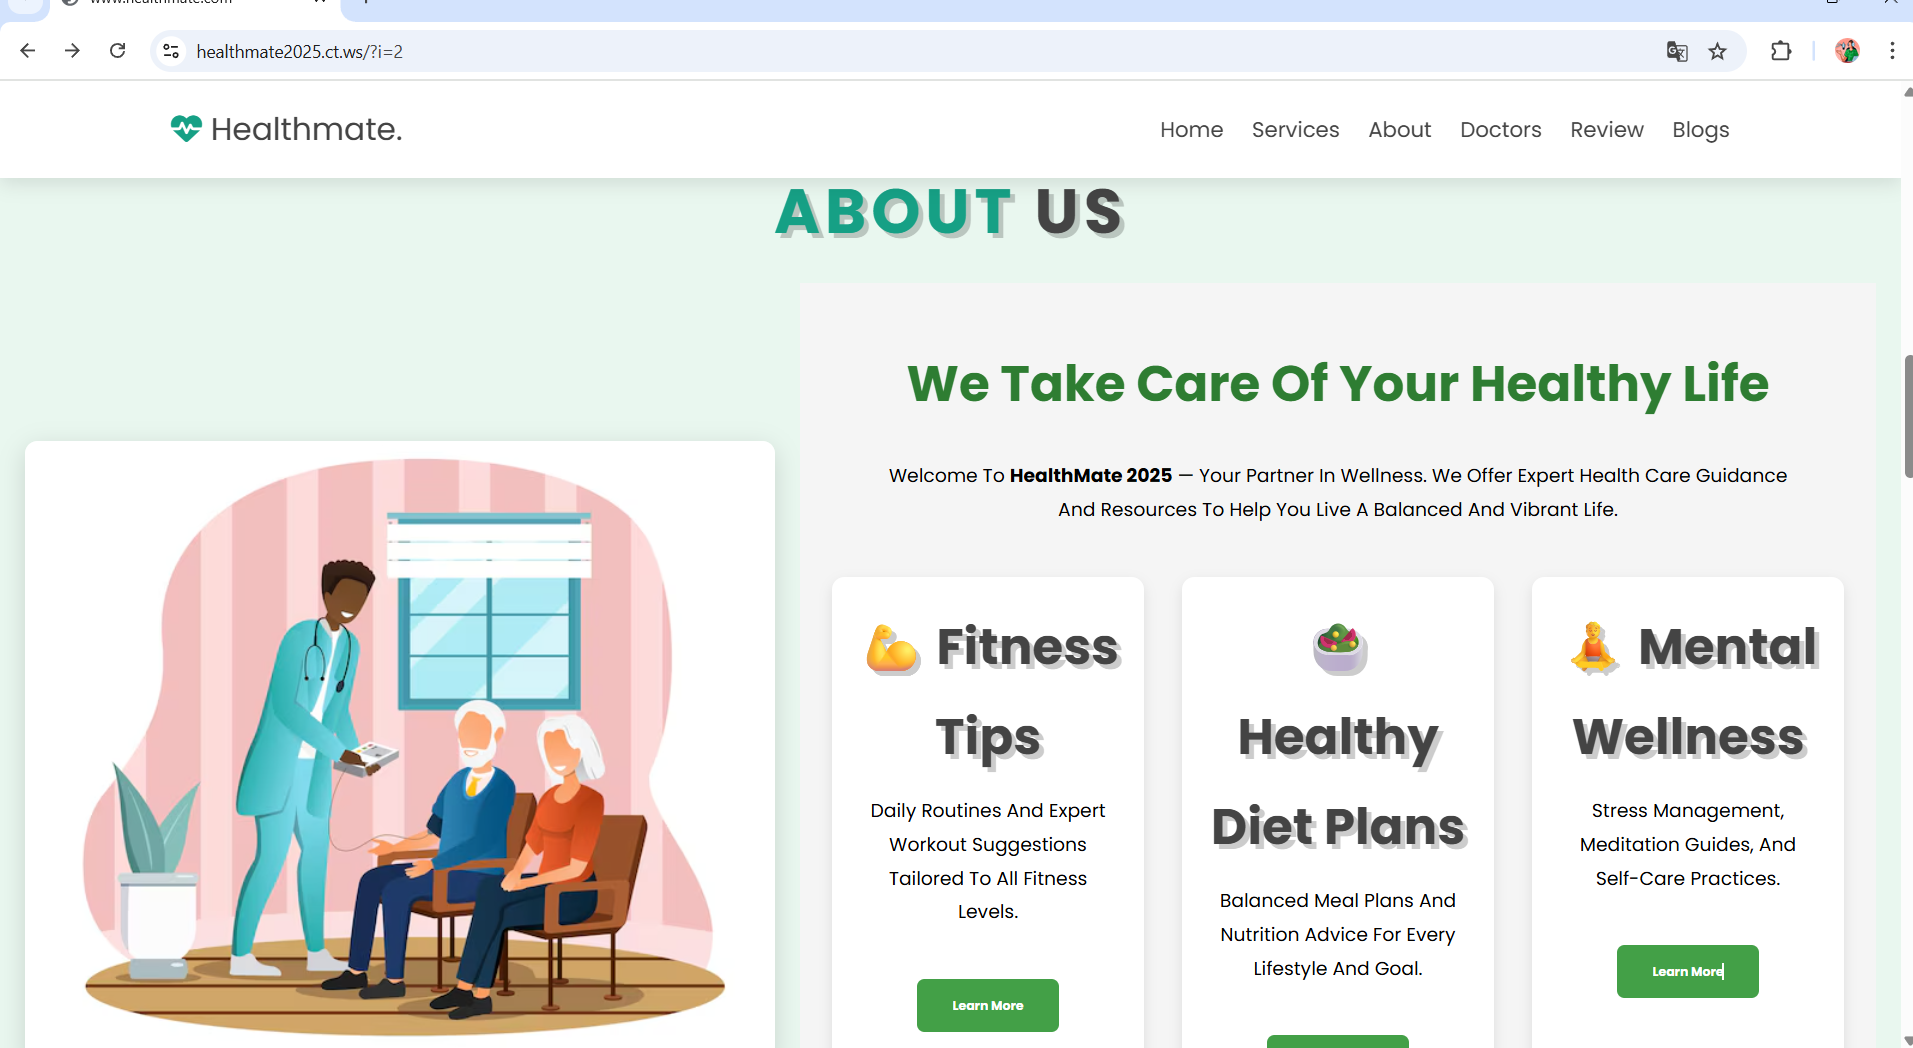 www.healthmate.com
healthmate2025.ct.ws/?i=2
Healthmate.
Home Services About Doctors Review Blogs
ABOUT US
We Take Care Of Your Healthy Life
Welcome To HealthMate 2025 — Your Partner In Wellness. We Offer Expert Health Care Guidance
And Resources To Help You Live A Balanced And Vibrant Life.
Fitness
Tips
Daily Routines And Expert
Workout Suggestions
Tailored To All Fitness
Levels.
Learn More
Healthy
Diet Plans
Balanced Meal Plans And
Nutrition Advice For Every
Lifestyle And Goal.
Mental
Wellness
Stress Management,
Meditation Guides, And
Self-Care Practices.
Learn More